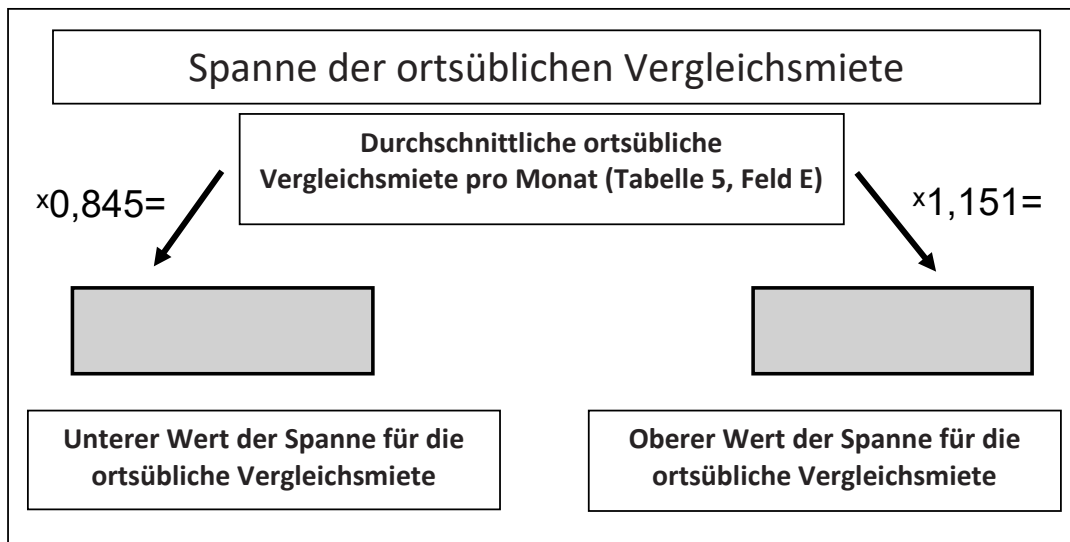 Spanne der ortsüblichen Vergleichsmiete
Durchschnittliche ortsübliche
Vergleichsmiete pro Monat (Tabelle 5, Feld E)
x0,845=
x1,151=
Unterer Wert der Spanne für die
ortsübliche Vergleichsmiete
Oberer Wert der Spanne für die
ortsübliche Vergleichsmiete